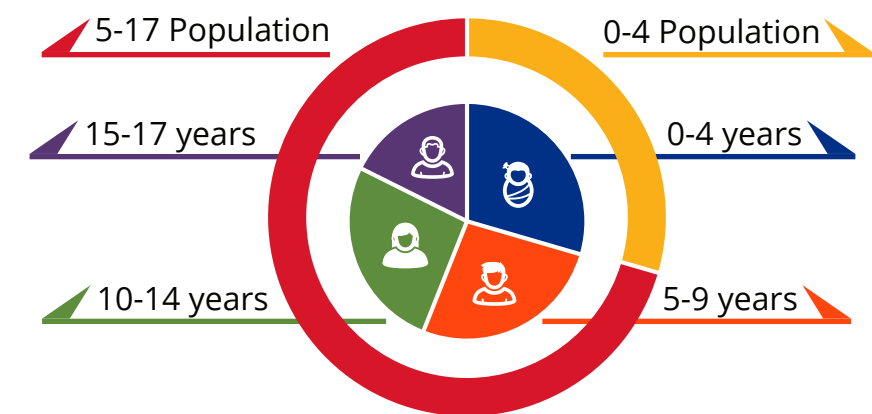 5-17 Population
0-4 Population
15-17 years
0-4 years
10-14 years
5-9 years